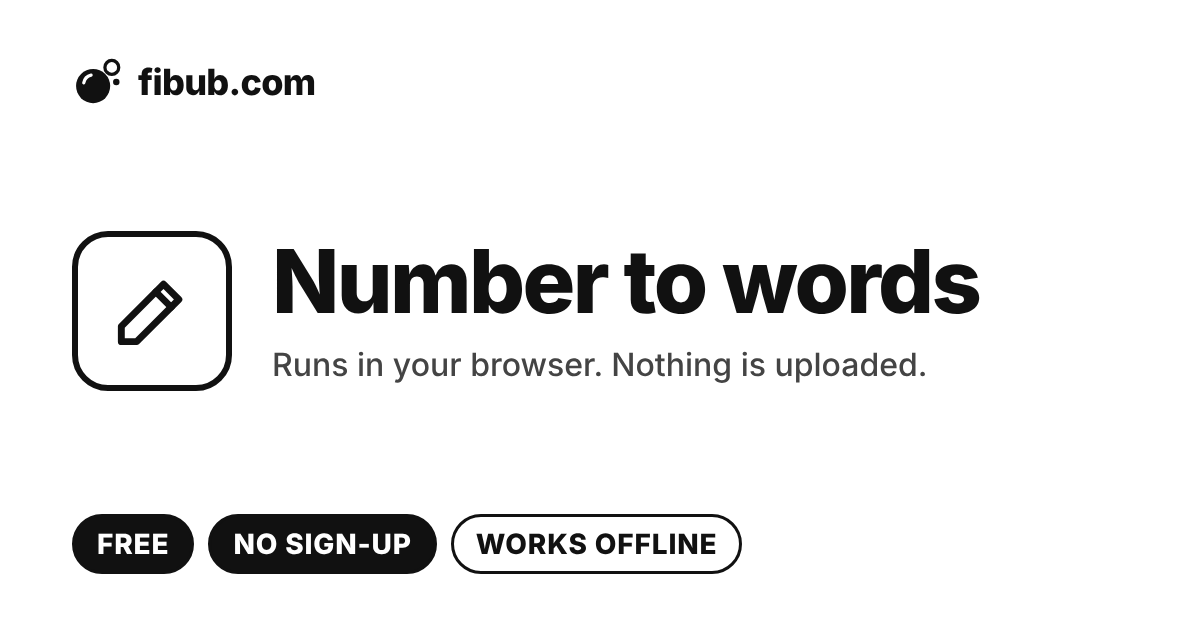 fibub.com
Number to words
Runs in your browser. Nothing is uploaded.
FREE NO SIGN-UP WORKS OFFLINE